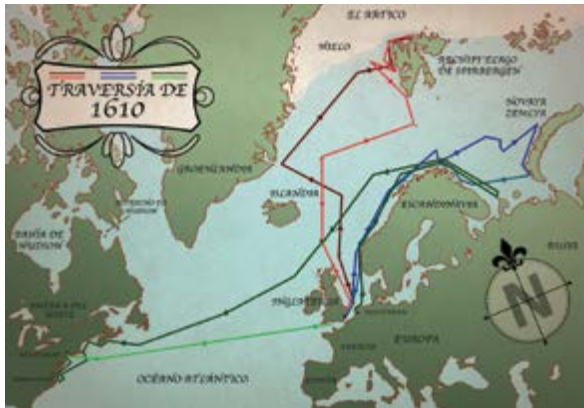 EL ÁRTICO
HIELO
ARCHIPIÉLAGO
DE SPITSBERGEN
TRAVERSÍA DE
1610
NOVAYA
ZEMLYA
GROENLANDIA
ISLANDIA
ESCANDINAVIA
BAHÍA DE
HUDSON
RUSIA
INGLATERRA
N
EUROPA
OCÉANO ATLÁNTICO